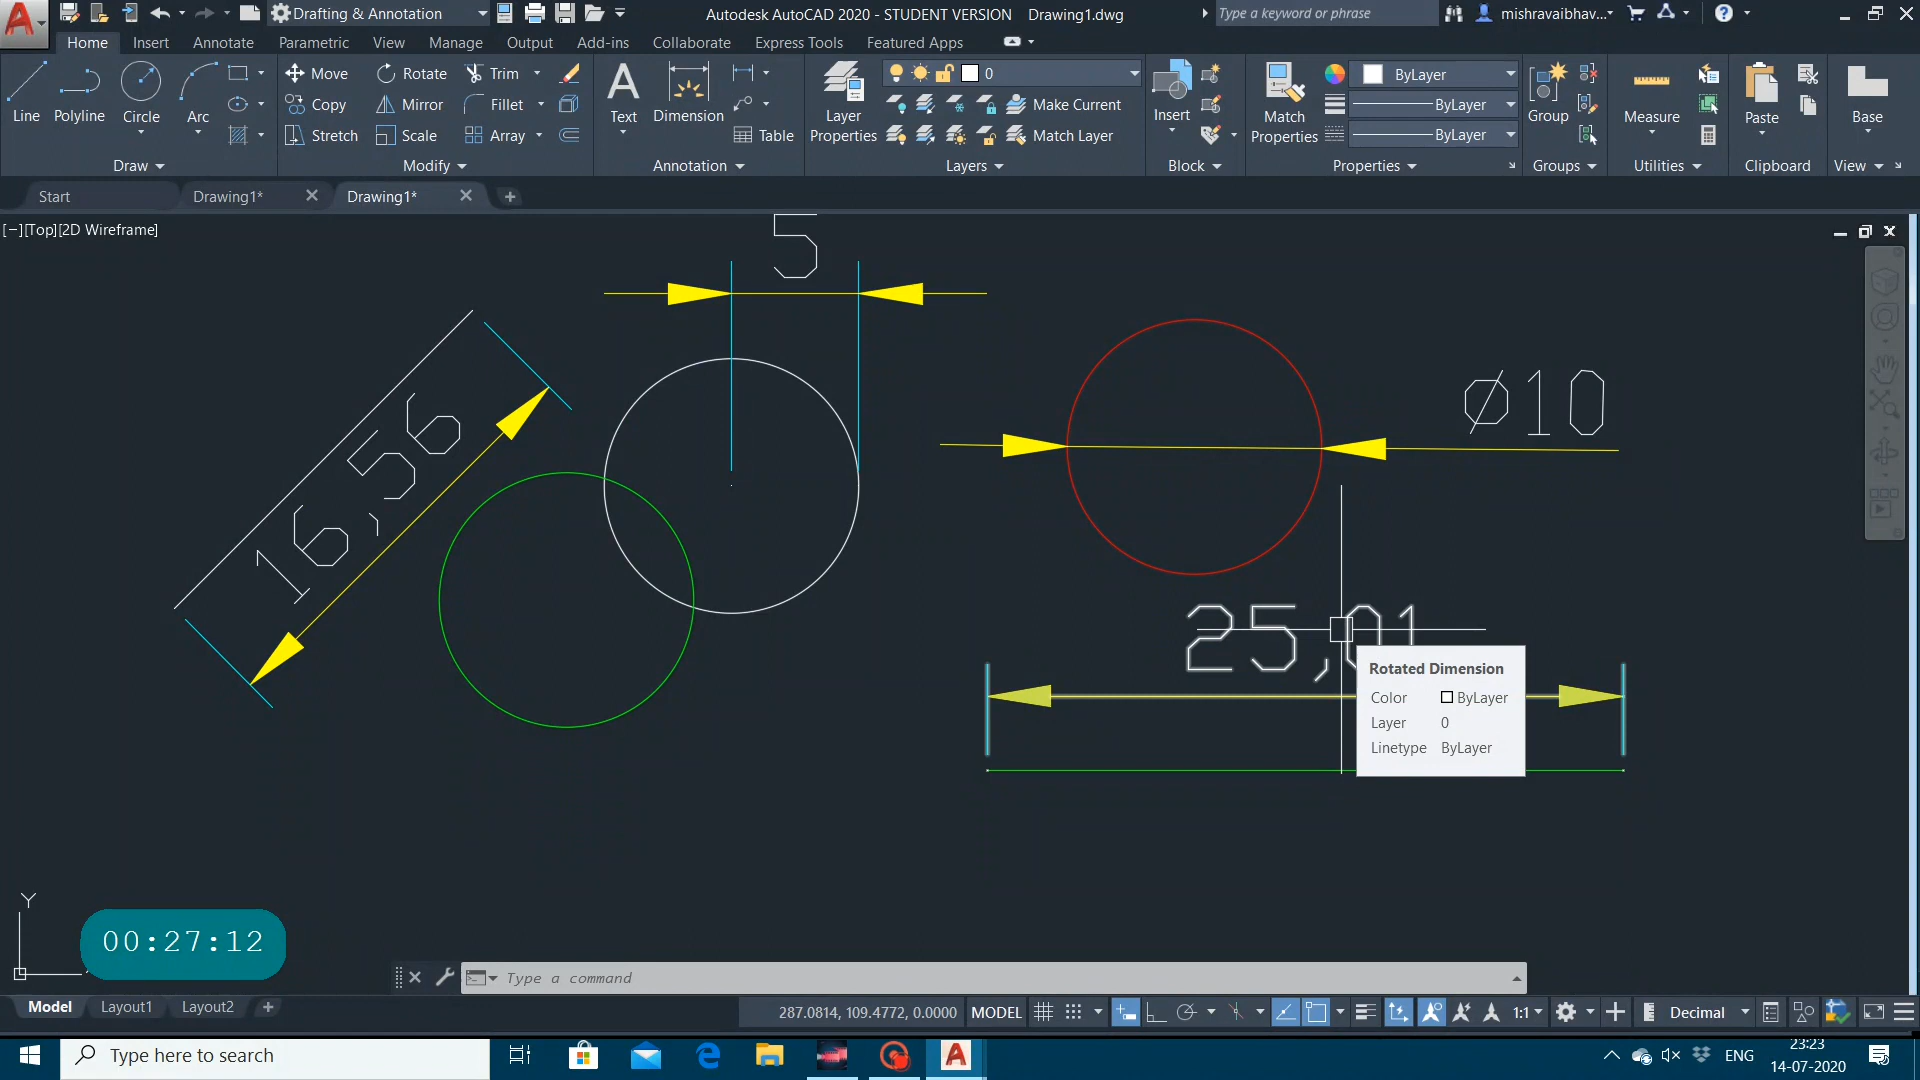 Drafting & Annotation
Autodesk AutoCAD 2020 - STUDENT VERSION Drawing1.dwg
Type a keyword or phrase
mishravaibhav...
Home Insert Annotate Parametric View Manage Output Add-ins Collaborate Express Tools Featured Apps
Line Polyline Circle Arc
Draw
Move Rotate Trim
Copy Mirror Fillet
Stretch Scale Array
Modify
Text Dimension Table
Annotation
Layer Properties
0
Make Current
Match Layer
Layers
Insert
Block
Match Properties
ByLayer
ByLayer
ByLayer
Properties
Group
Groups
Measure
Utilities
Paste
Clipboard
Base
View
Start Drawing1* Drawing1*
[−][Top][2D Wireframe]
5
16,56
Ø10
25,01
Rotated Dimension
Color ByLayer
Layer 0
Linetype ByLayer
Y
00:27:12
Type a command
Model Layout1 Layout2
287.0814, 109.4772, 0.0000 MODEL 1:1 Decimal
Type here to search
ENG
23:23
14-07-2020